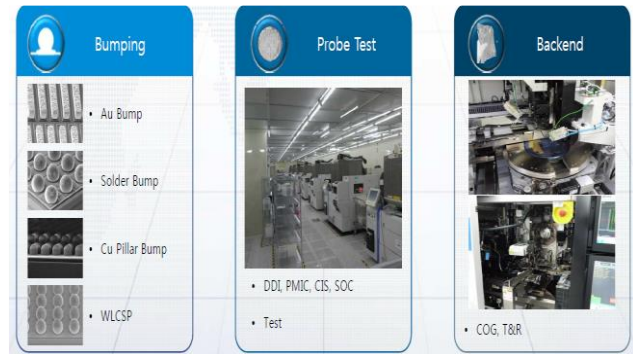 Bumping
• Au Bump
• Solder Bump
• Cu Pillar Bump
• WLCSP
Probe Test
• DDI, PMIC, CIS, SOC
• Test
Backend
• COG, T&R